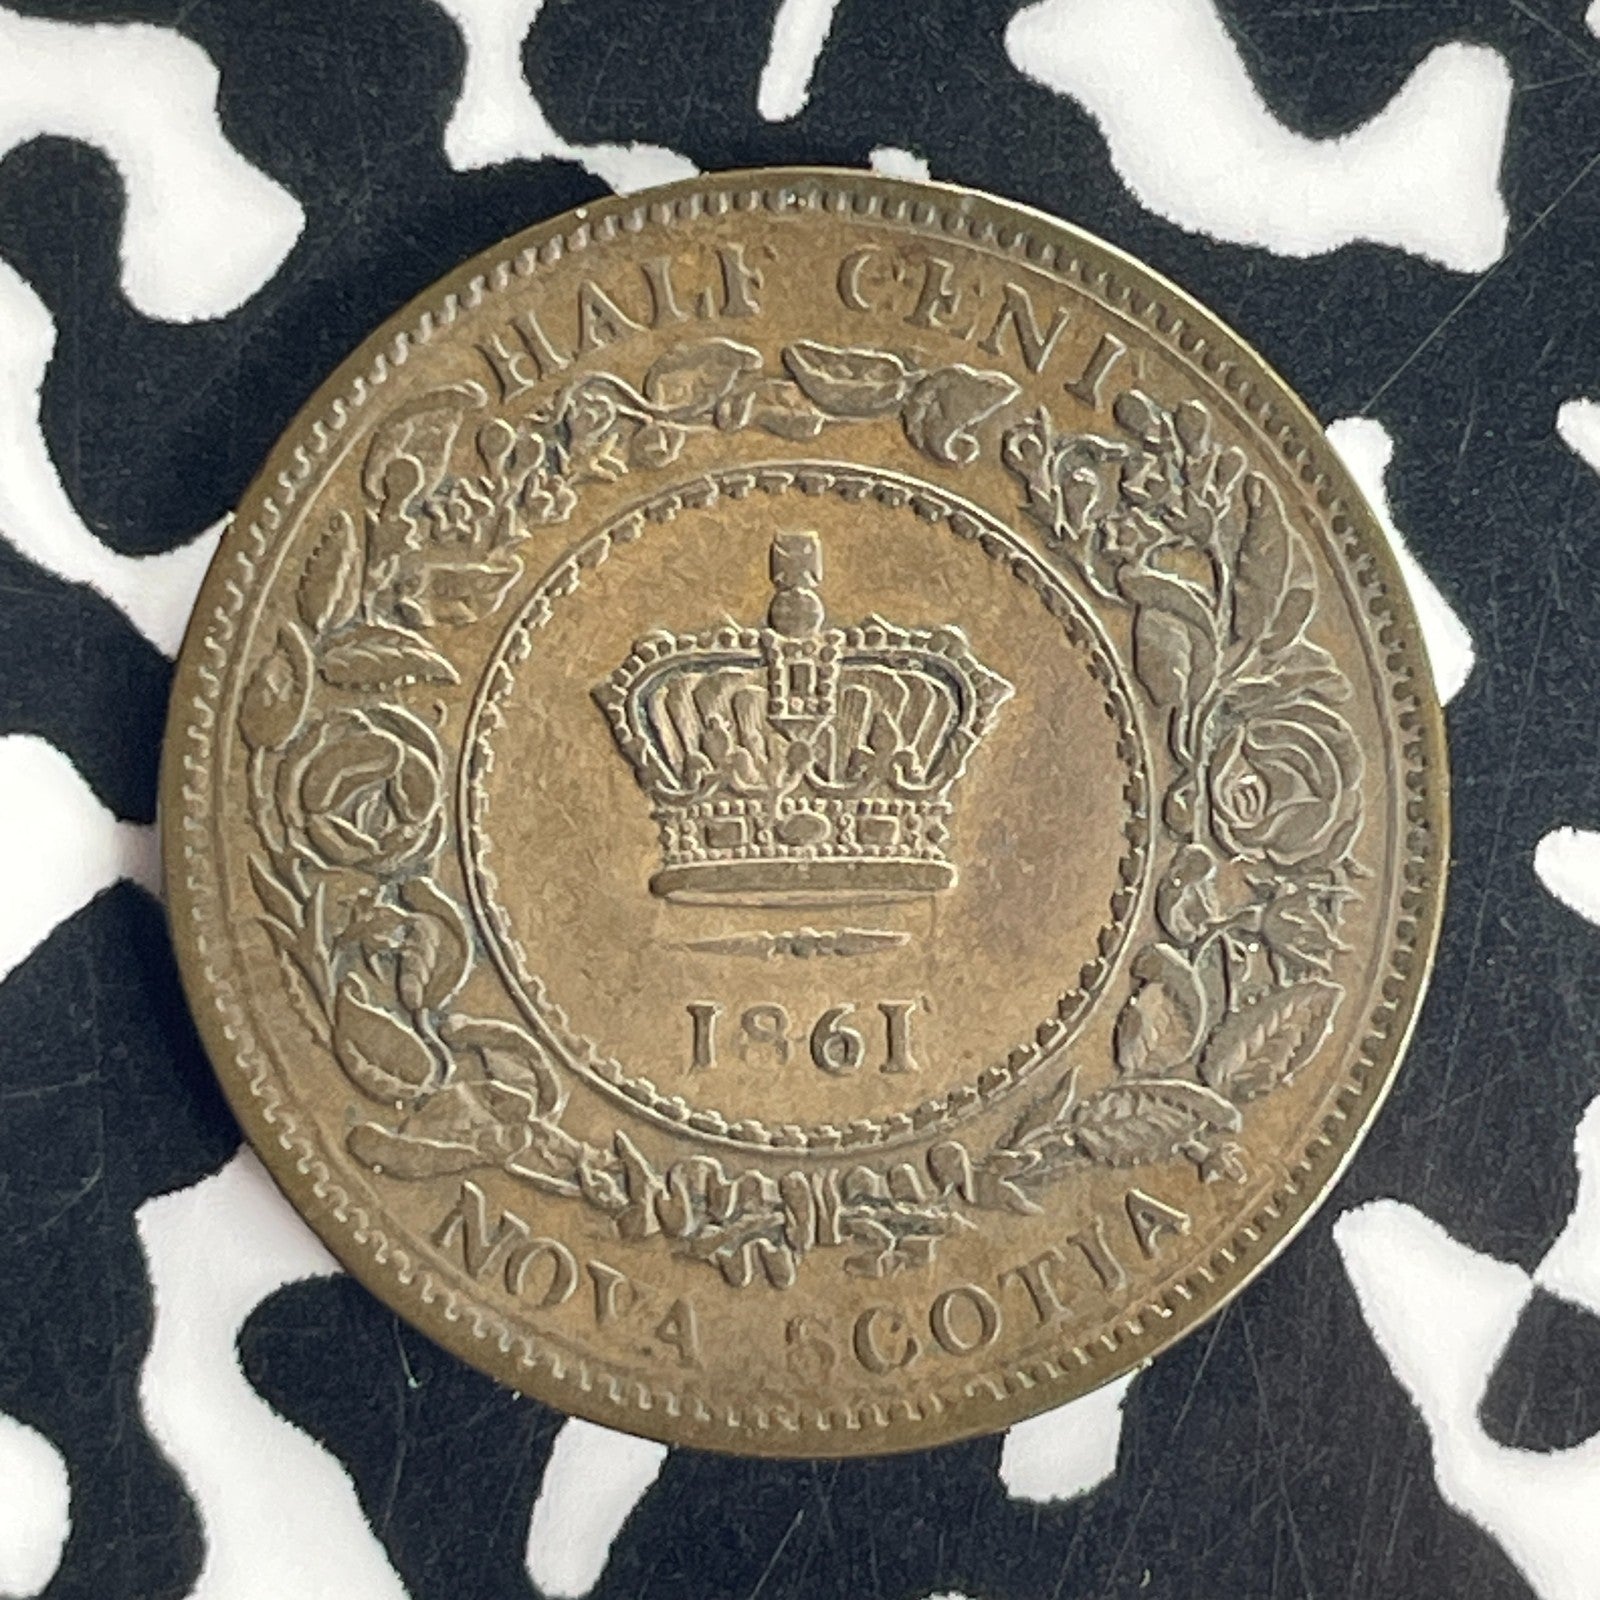 HALF CENT
1861
NOVA SCOTIA